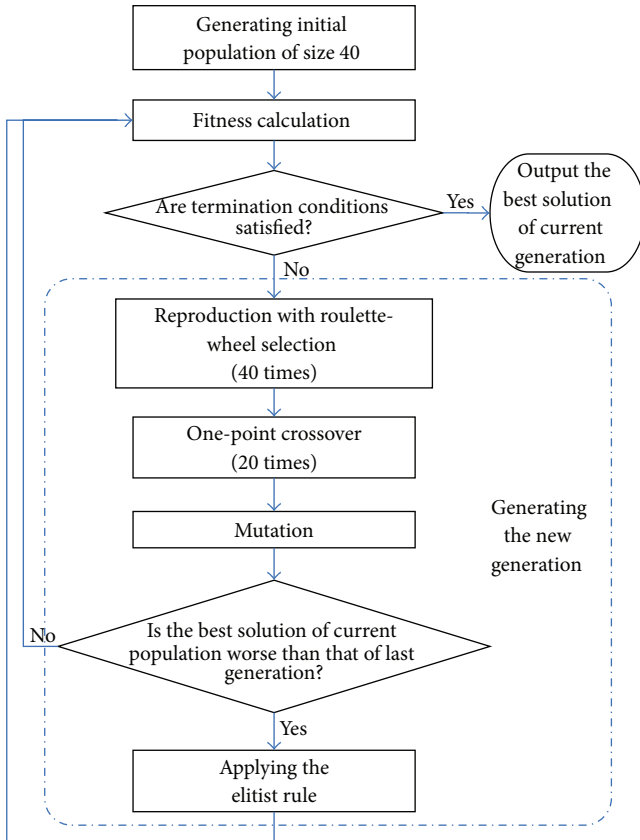 Generating initial
population of size 40
Fitness calculation
Are termination conditions
satisfied?
Yes
Output the
best solution
of current
generation
No
Reproduction with roulette-
wheel selection
(40 times)
One-point crossover
(20 times)
Mutation
Generating
the new
generation
Is the best solution of current
population worse than that of last
generation?
No
Yes
Applying the
elitist rule